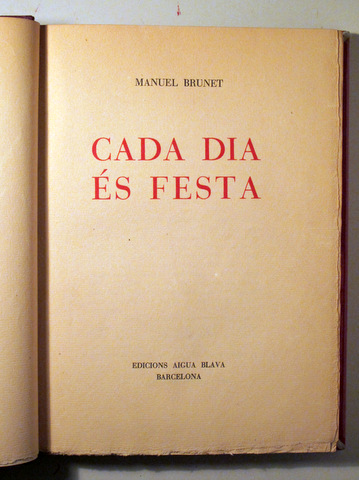 MANUEL BRUNET
CADA DIA
ÉS FESTA
EDICIONS AIGUA BLAVA
BARCELONA